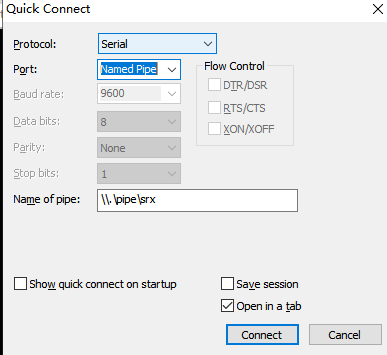 Quick Connect
Protocol: Serial
Port: Named Pipe
Flow Control
Baud rate: 9600
DTR/DSR
Data bits: 8
RTS/CTS
Parity: None
XON/XOFF
Stop bits: 1
Name of pipe: \\.\pipe\srx
Show quick connect on startup
Save session
Open in a tab
Connect
Cancel